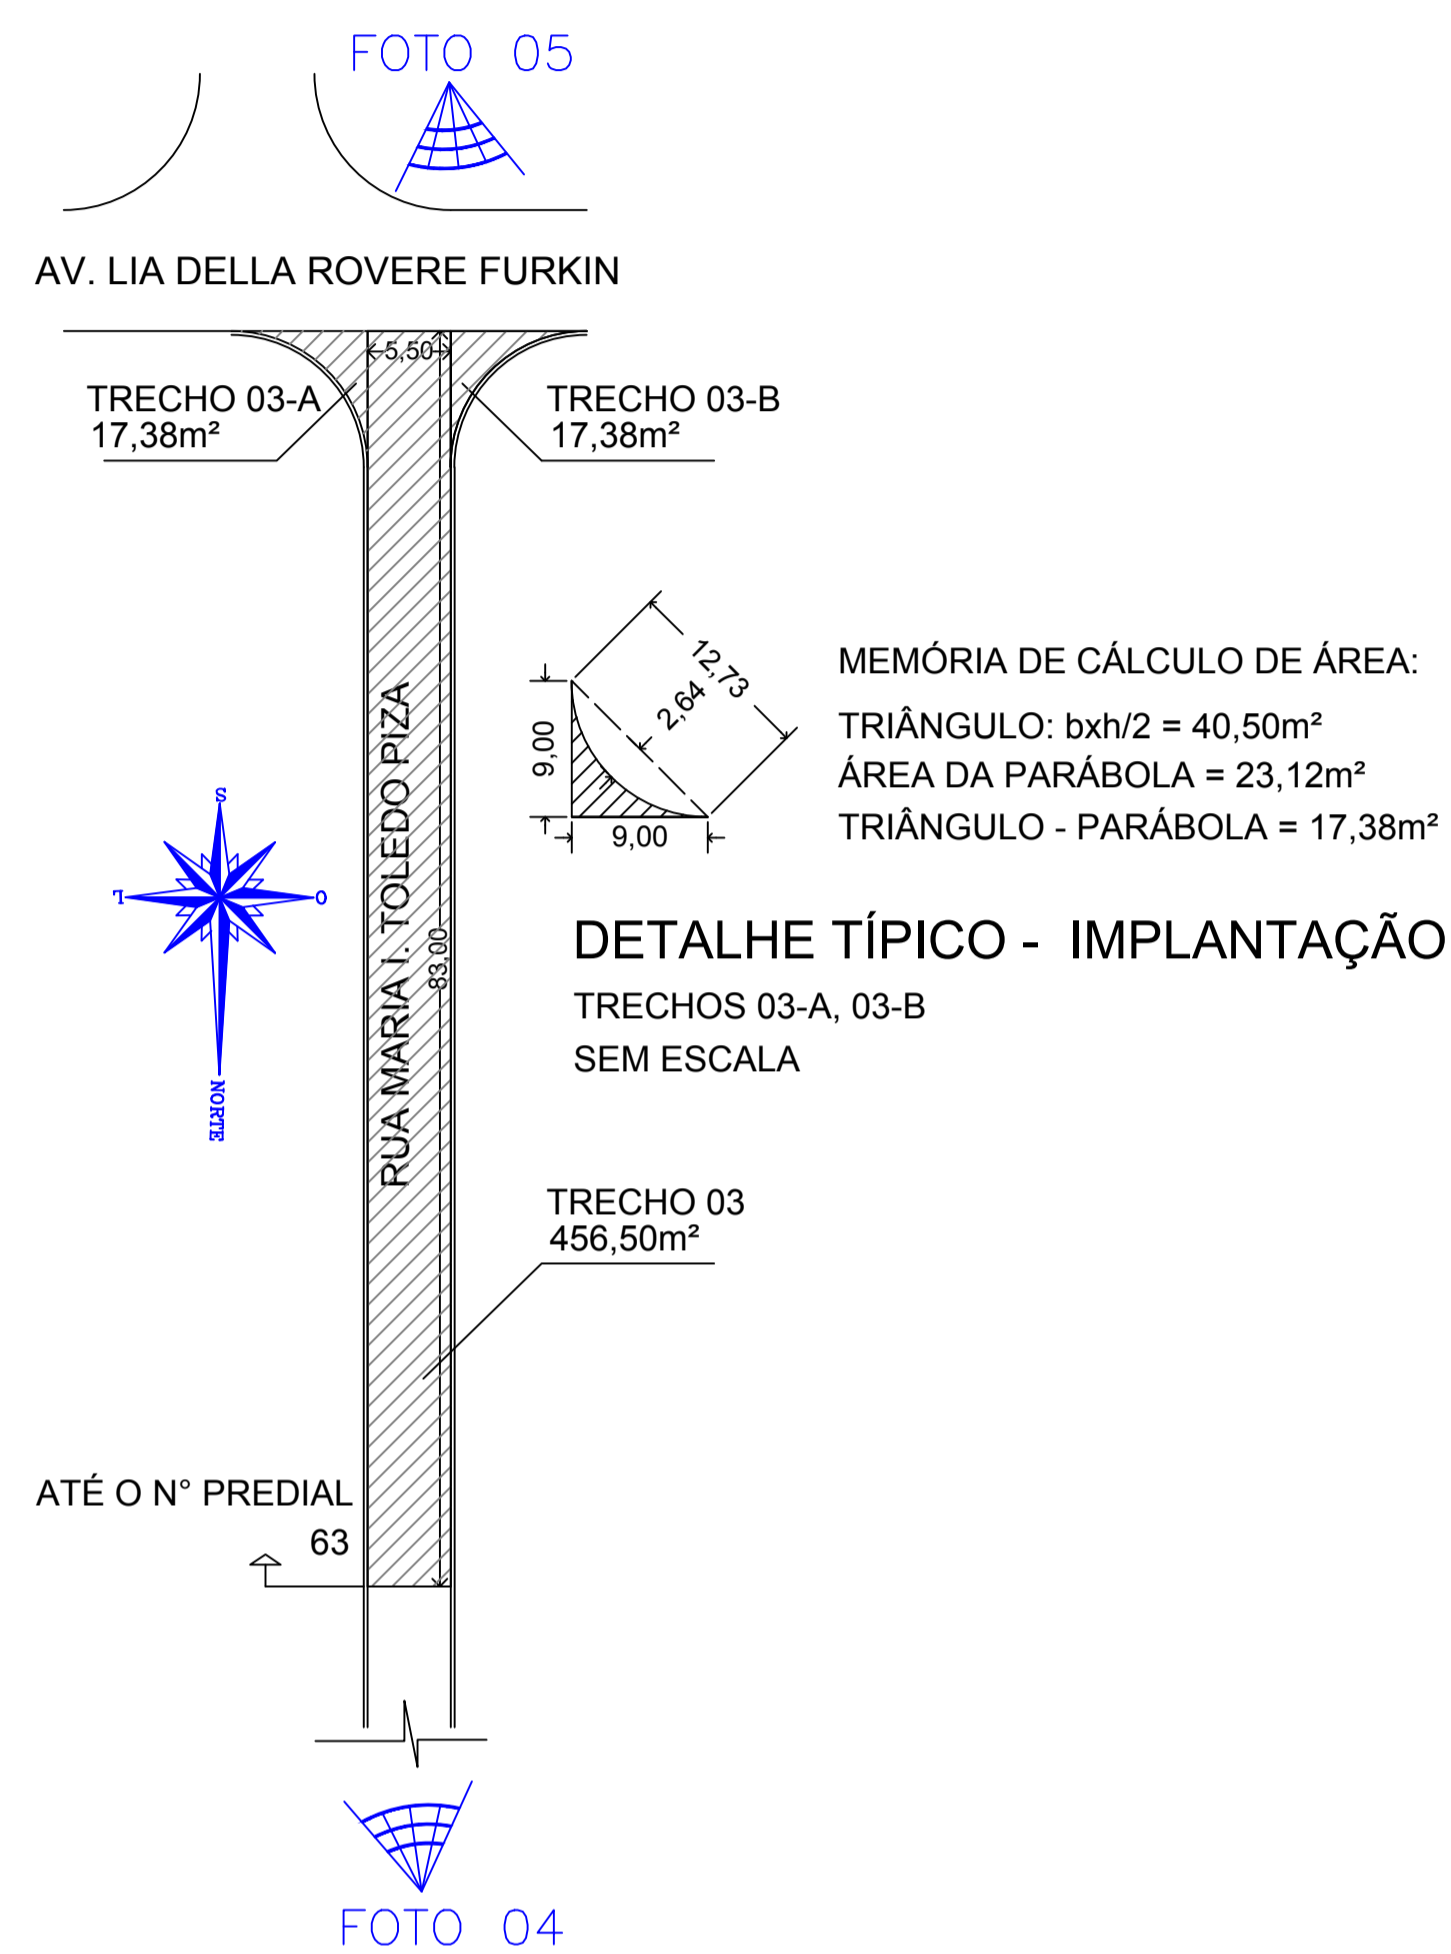 FOTO 05
AV. LIA DELLA ROVERE FURKIN
5,50
TRECHO 03-A
17,38m²
TRECHO 03-B
17,38m²
RUA MARIA I. TOLEDO PIZA
83,00
12,73
2,64
9,00
9,00
MEMÓRIA DE CÁLCULO DE ÁREA:
TRIÂNGULO: bxh/2 = 40,50m²
ÁREA DA PARÁBOLA = 23,12m²
TRIÂNGULO - PARÁBOLA = 17,38m²
S
L
O
NORTE
DETALHE TÍPICO - IMPLANTAÇÃO
TRECHOS 03-A, 03-B
SEM ESCALA
TRECHO 03
456,50m²
ATÉ O N° PREDIAL
63
FOTO 04